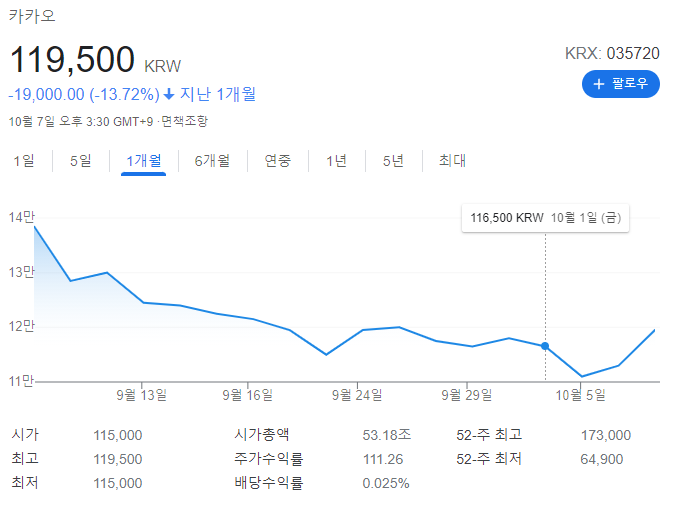 카카오
119,500 KRW
KRX: 035720
-19,000.00 (-13.72%) ↓ 지난 1개월
+ 팔로우
10월 7일 오후 3:30 GMT+9 · 면책조항
1일 5일 1개월 6개월 연중 1년 5년 최대
116,500 KRW 10월 1일 (금)
14만
13만
12만
11만
9월 13일 9월 16일 9월 24일 9월 29일 10월 5일
시가 115,000 시가총액 53.18조 52-주 최고 173,000
최고 119,500 주가수익률 111.26 52-주 최저 64,900
최저 115,000 배당수익률 0.025%